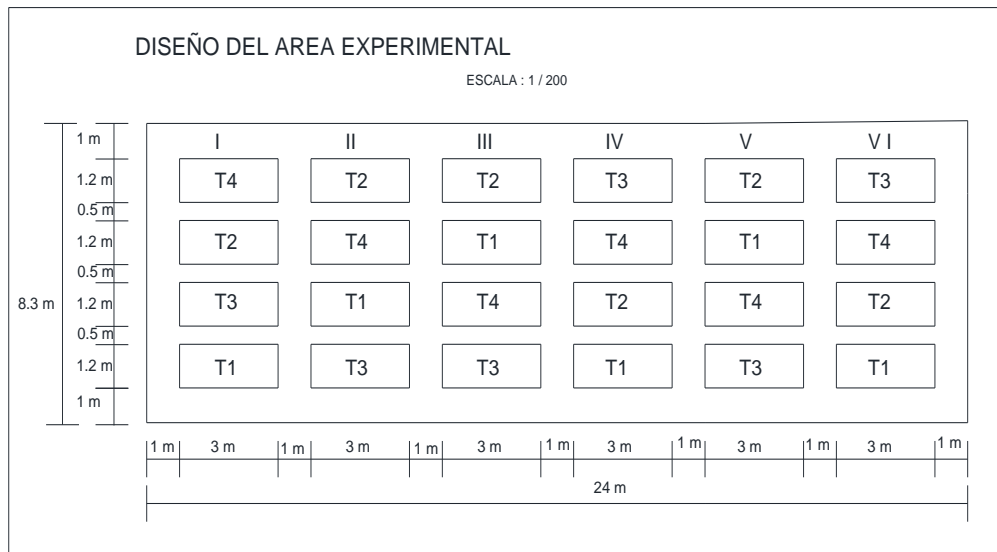 DISEÑO DEL AREA EXPERIMENTAL
ESCALA : 1 / 200
1 m
I II III IV V V I
1.2 m T4 T2 T2 T3 T2 T3
0.5 m
1.2 m T2 T4 T1 T4 T1 T4
0.5 m
8.3 m 1.2 m T3 T1 T4 T2 T4 T2
0.5 m
1.2 m T1 T3 T3 T1 T3 T1
1 m
1 m 3 m 1 m 3 m 1 m 3 m 1 m 3 m 1 m 3 m 1 m 3 m 1 m
24 m